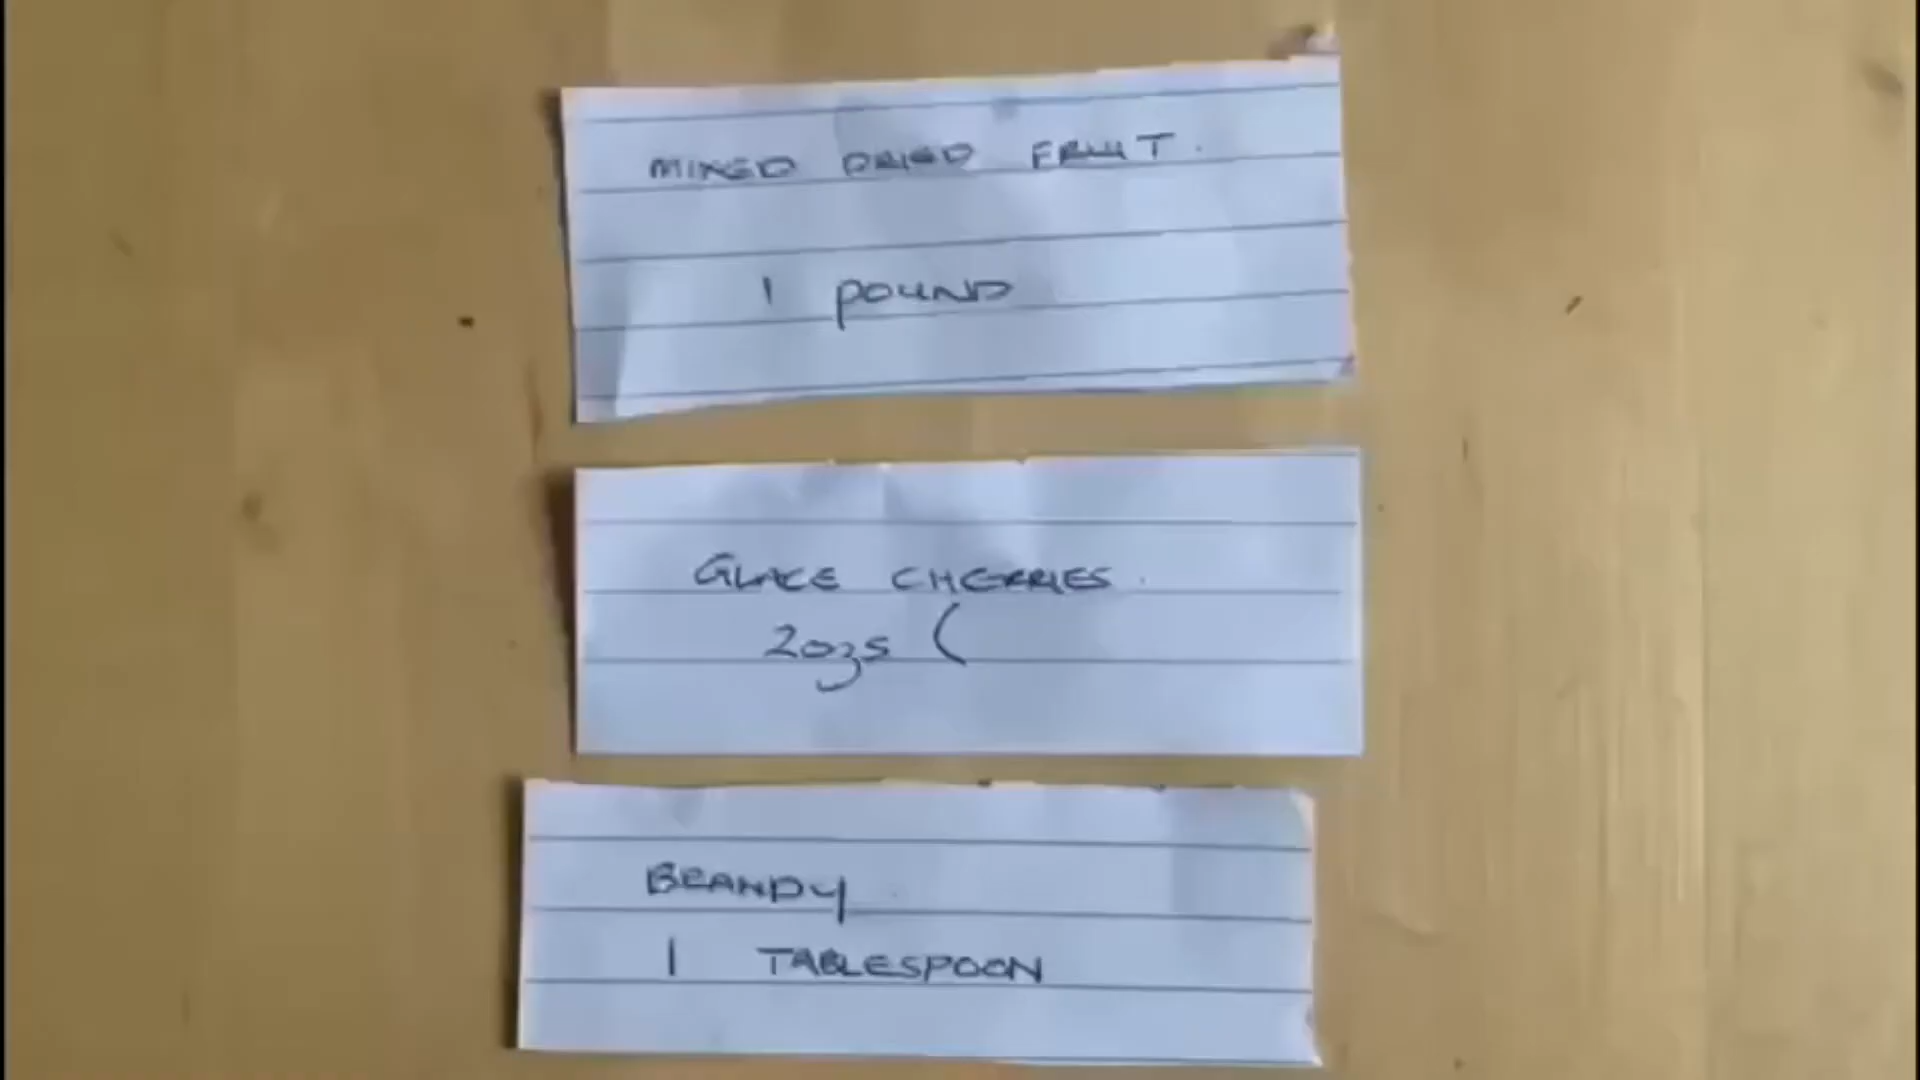 MIXED DRIED FRUIT.
1 POUND
GLACE CHERRIES.
2ozs (
BRANDY
1 TABLESPOON